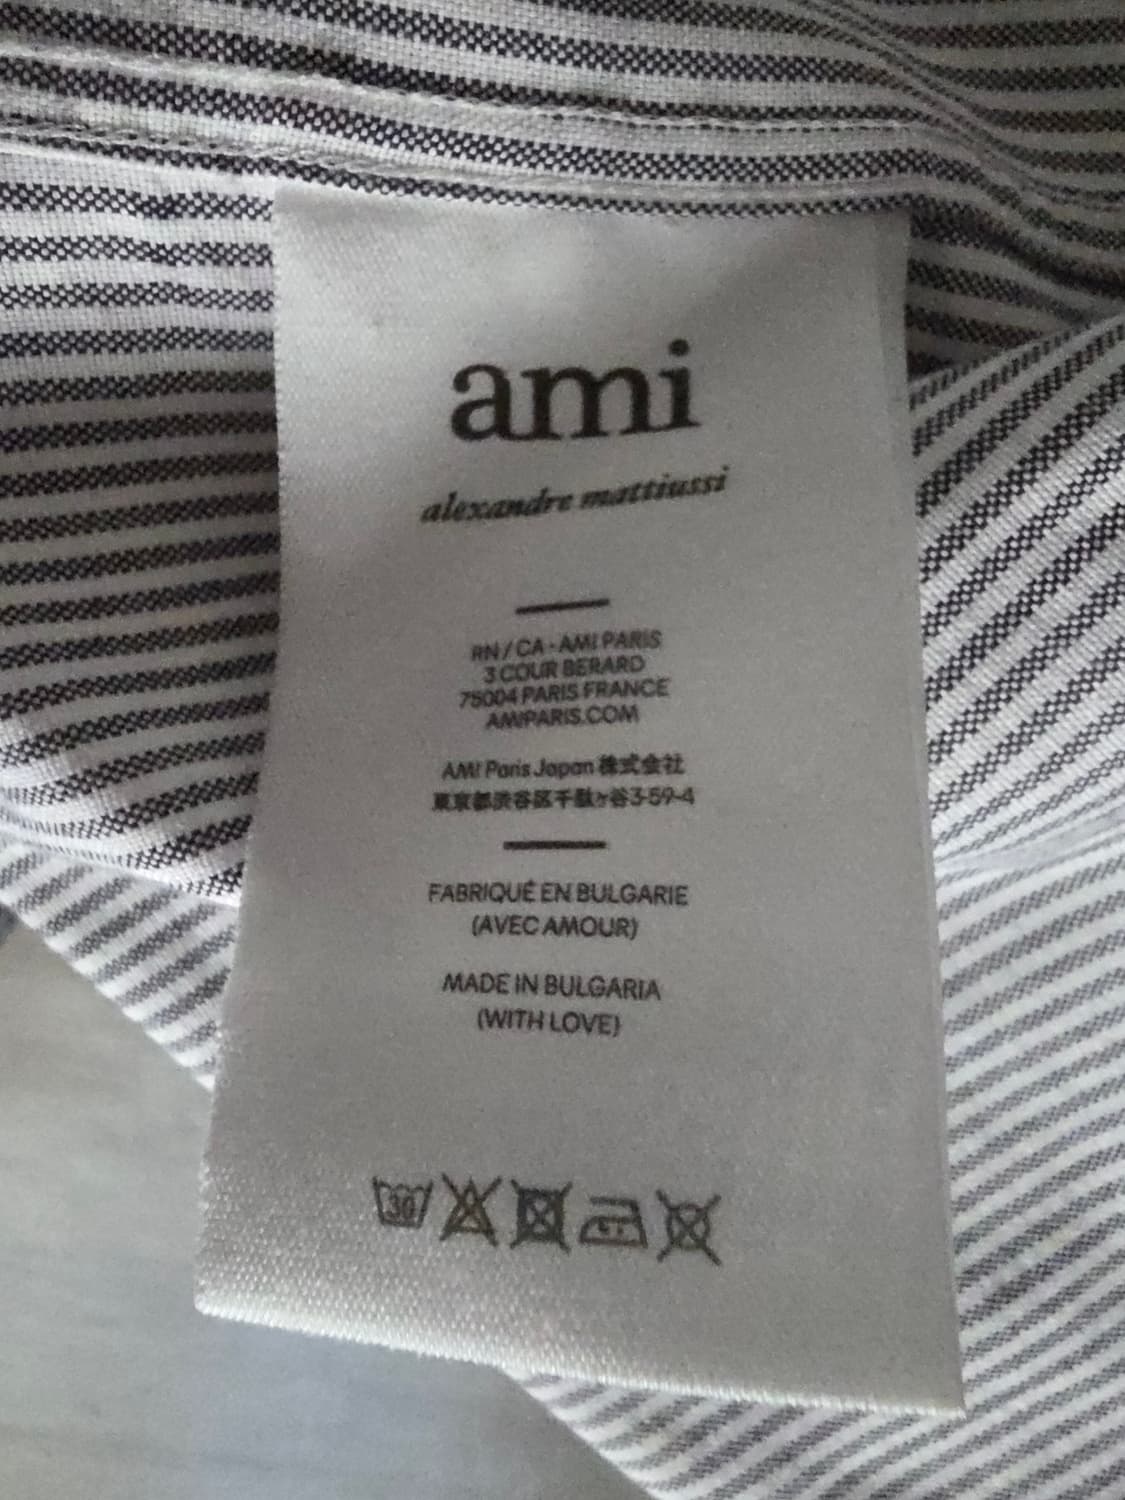 ami
alexandre mattiussi
RN / CA - AMI PARIS
3 COUR BERARD
75004 PARIS FRANCE
AMIPARIS.COM
AMI Paris Japan 株式会社
東京都渋谷区千駄ヶ谷3-59-4
FABRIQUÉ EN BULGARIE
(AVEC AMOUR)
MADE IN BULGARIA
(WITH LOVE)
30